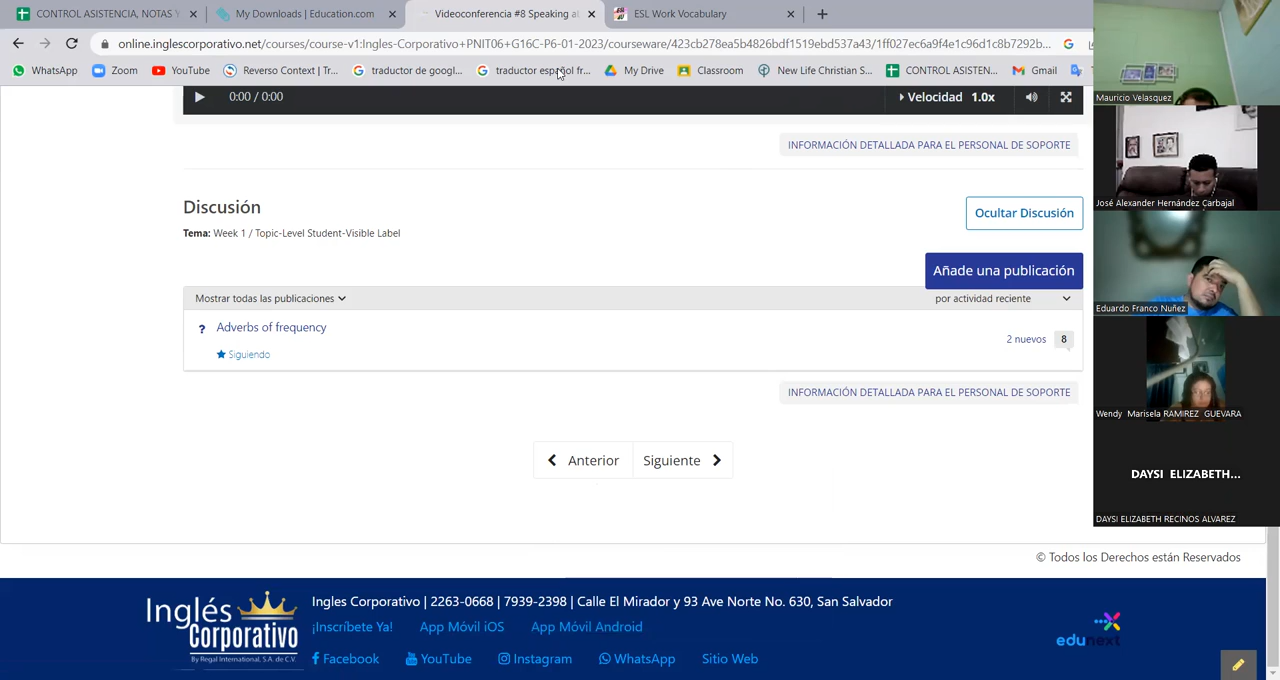 CONTROL ASISTENCIA, NOTAS Y
My Downloads | Education.com
Videoconferencia #8 Speaking al
ESL Work Vocabulary
online.inglescorporativo.net/courses/course-v1:Ingles-Corporativo+PNIT06+G16C-P6-01-2023/courseware/423cb278ea5b4826bdf1519ebd537a43/1ff027ec6a9f4e1c96d1c8b7292b...
WhatsApp
Zoom
YouTube
Reverso Context | Tr...
traductor de googl...
traductor español fr...
My Drive
Classroom
New Life Christian S...
CONTROL ASISTEN...
Gmail
0:00 / 0:00
Velocidad 1.0x
INFORMACIÓN DETALLADA PARA EL PERSONAL DE SOPORTE
Discusión
Ocultar Discusión
Tema: Week 1 / Topic-Level Student-Visible Label
Añade una publicación
Mostrar todas las publicaciones
por actividad reciente
? Adverbs of frequency
2 nuevos 8
Siguiendo
INFORMACIÓN DETALLADA PARA EL PERSONAL DE SOPORTE
Anterior
Siguiente
© Todos los Derechos están Reservados
Inglés
Corporativo
By Regal International, S.A. de C.V.
Ingles Corporativo | 2263-0668 | 7939-2398 | Calle El Mirador y 93 Ave Norte No. 630, San Salvador
¡Inscríbete Ya!
App Móvil iOS
App Móvil Android
Facebook
YouTube
Instagram
WhatsApp
Sitio Web
edunext
Mauricio Velasquez
José Alexander Hernández Carbajal
Eduardo Franco Nuñez
Wendy Marisela RAMIREZ GUEVARA
DAYSI ELIZABETH...
DAYSI ELIZABETH RECINOS ALVAREZ